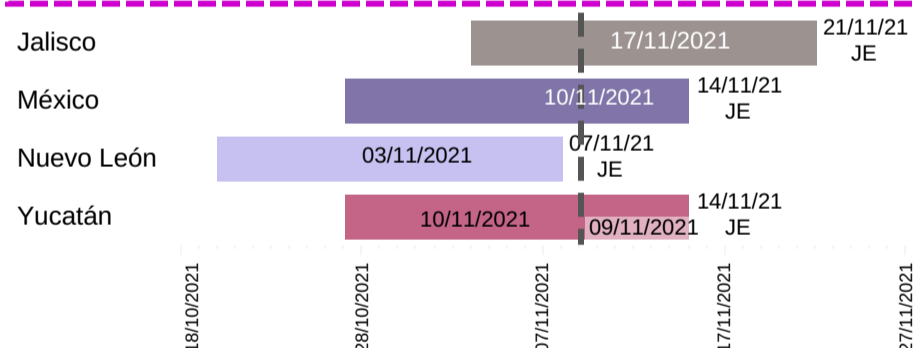 Jalisco
17/11/2021
21/11/21
JE
México
10/11/2021
14/11/21
JE
Nuevo León
03/11/2021
07/11/21
JE
Yucatán
10/11/2021
09/11/2021
14/11/21
JE
18/10/2021
28/10/2021
07/11/2021
17/11/2021
27/11/2021